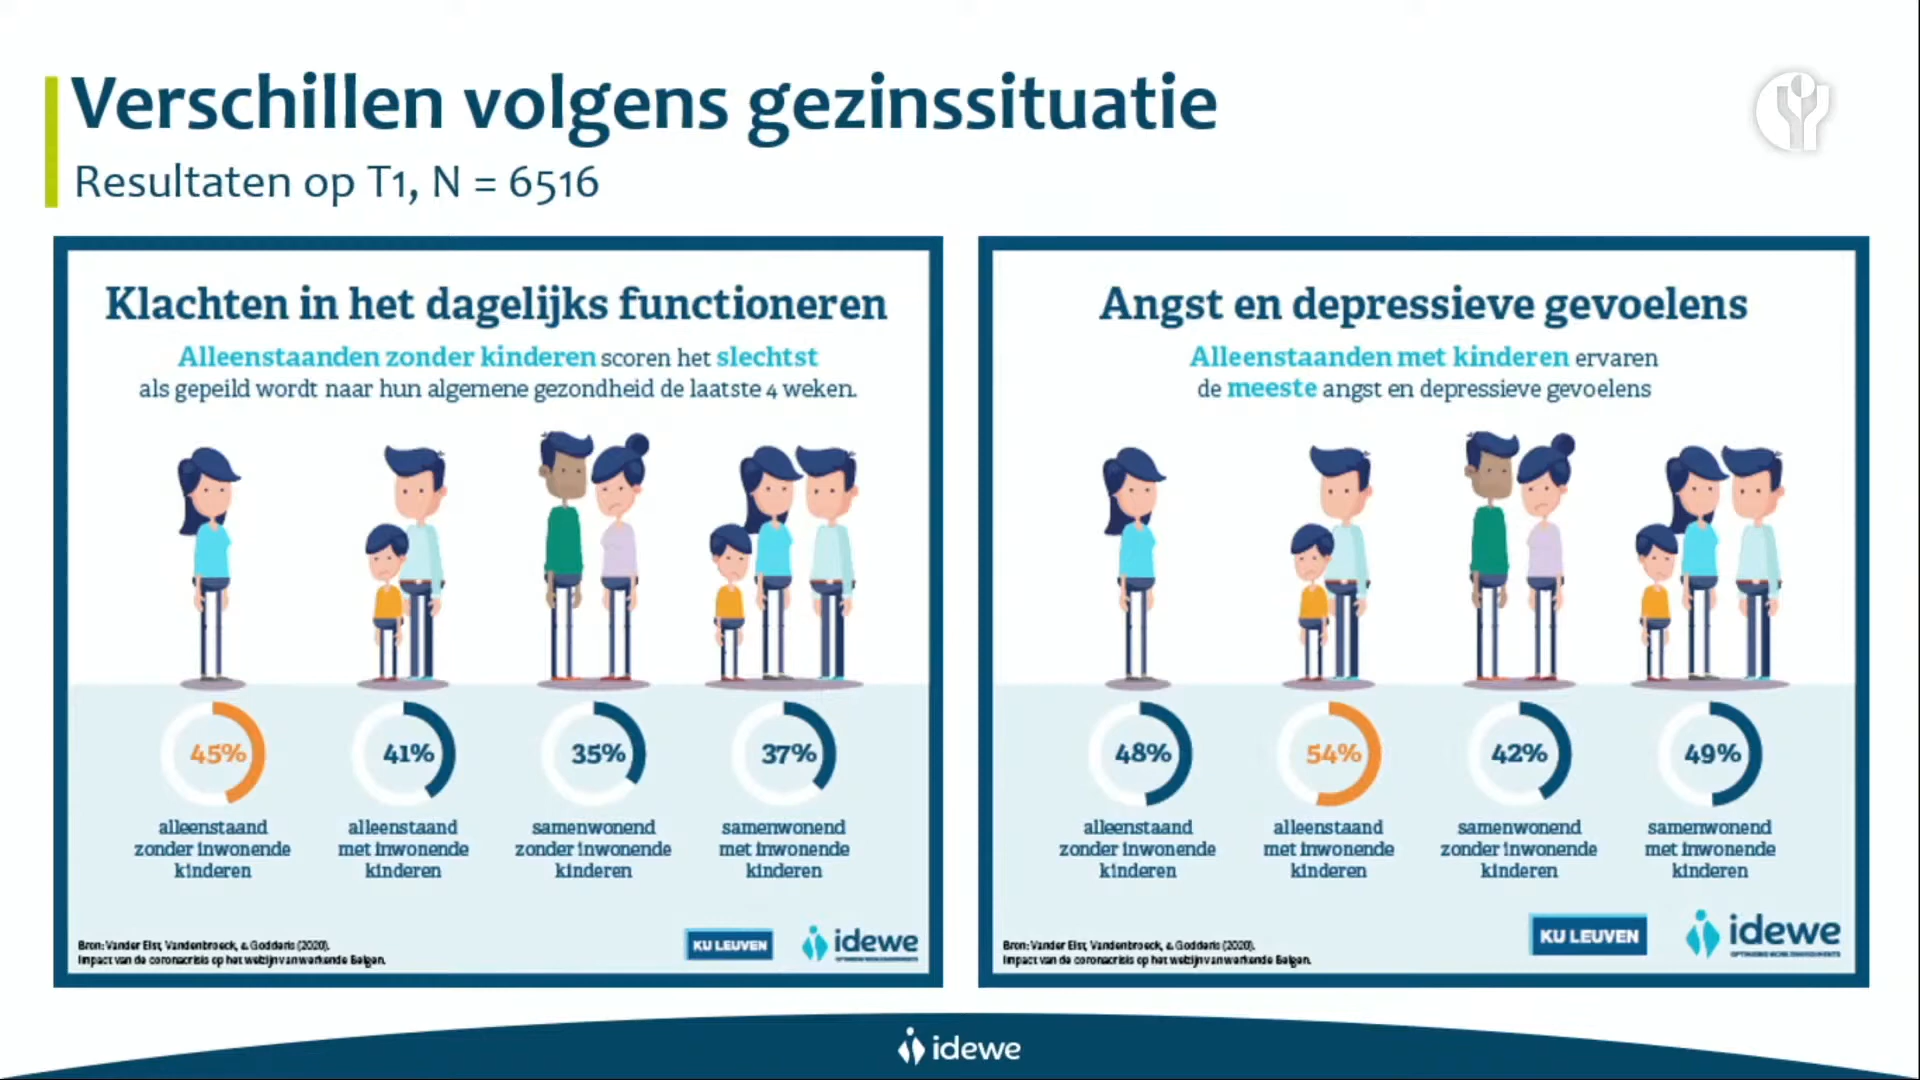 Verschillen volgens gezinssituatie
Resultaten op T1, N = 6516
Klachten in het dagelijks functioneren
Alleenstaanden zonder kinderen scoren het slechtst
als gepeild wordt naar hun algemene gezondheid de laatste 4 weken.
45%
41%
35%
37%
alleenstaand
zonder inwonende
kinderen
alleenstaand
met inwonende
kinderen
samenwonend
zonder inwonende
kinderen
samenwonend
met inwonende
kinderen
Bron: Vander Elst, Vandenbroeck, & Godderis (2020).
Impact van de coronacrisis op het welzijn van werkende Belgen.
KU LEUVEN
idewe
Angst en depressieve gevoelens
Alleenstaanden met kinderen ervaren
de meeste angst en depressieve gevoelens
48%
54%
42%
49%
alleenstaand
zonder inwonende
kinderen
alleenstaand
met inwonende
kinderen
samenwonend
zonder inwonende
kinderen
samenwonend
met inwonende
kinderen
Bron: Vander Elst, Vandenbroeck, & Godderis (2020).
Impact van de coronacrisis op het welzijn van werkende Belgen.
KU LEUVEN
idewe
idewe